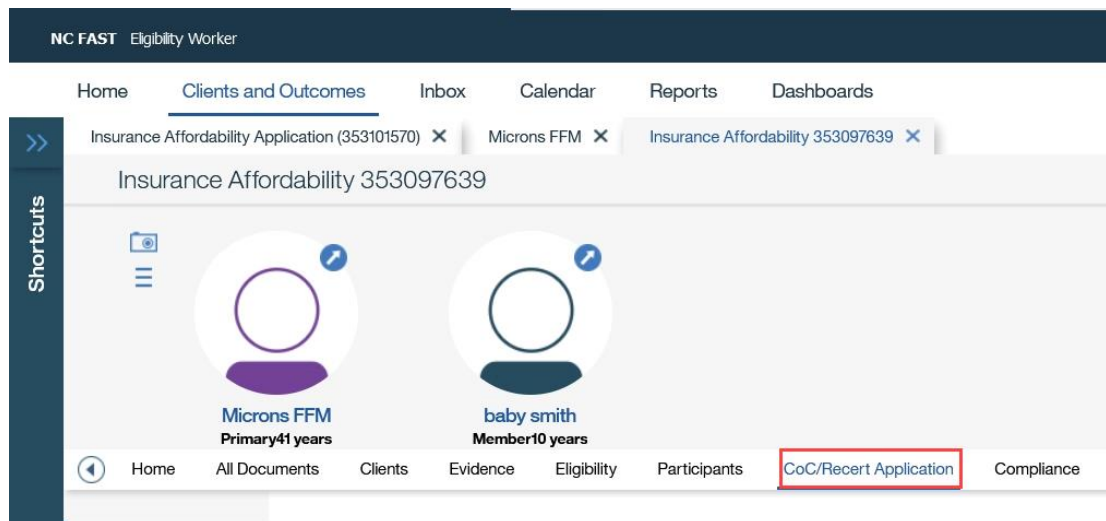 NC FAST Eligibility Worker
Home Clients and Outcomes Inbox Calendar Reports Dashboards
Insurance Affordability Application (353101570) Microns FFM Insurance Affordability 353097639
Insurance Affordability 353097639
Shortcuts
Microns FFM baby smith
Primary41 years Member10 years
Home All Documents Clients Evidence Eligibility Participants CoC/Recert Application Compliance